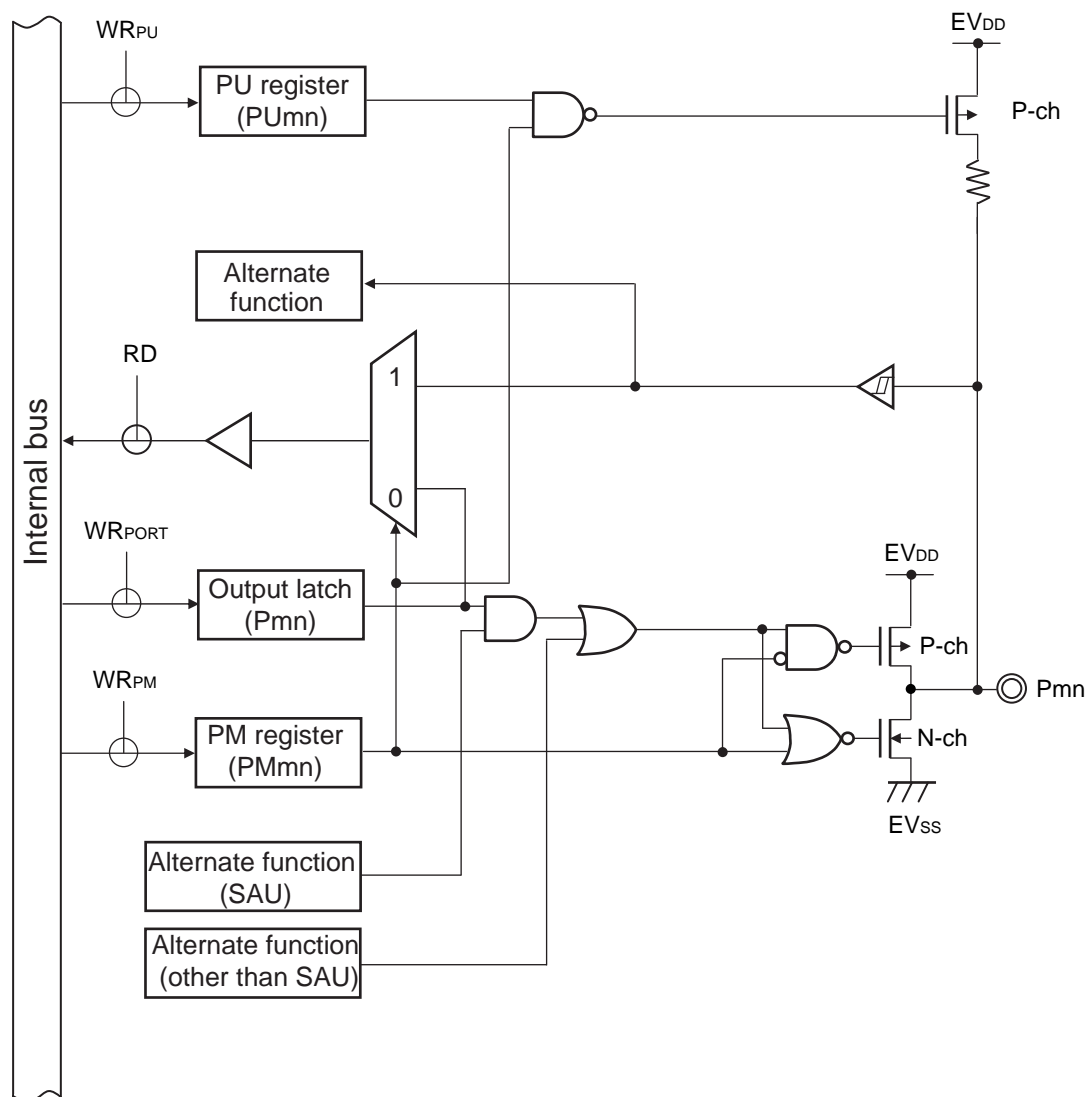 WRPU
EVDD
PU register
(PUmn)
P-ch
Alternate
function
RD
1
0
Internal bus
WRPORT
EVDD
Output latch
(Pmn)
P-ch
Pmn
WRPM
PM register
(PMmn)
N-ch
EVSS
Alternate function
(SAU)
Alternate function
(other than SAU)